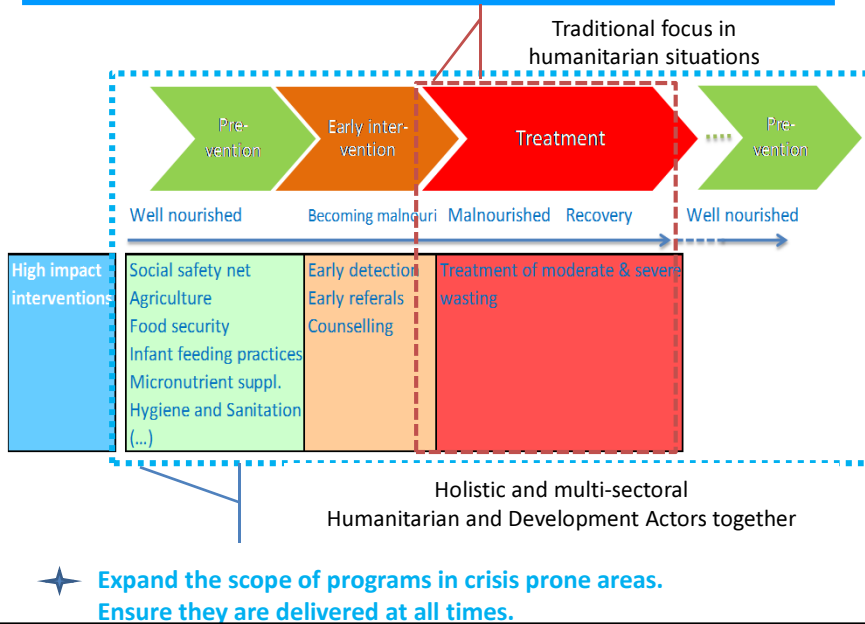 Traditional focus in
humanitarian situations
Pre-
vention
Early inter-
vention
Treatment
Pre-
vention
Well nourished
Becoming malnouri
Malnourished
Recovery
Well nourished
High impact
interventions
Social safety net
Agriculture
Food security
Infant feeding practices
Micronutrient suppl.
Hygiene and Sanitation
(...)
Early detection
Early referals
Counselling
Treatment of moderate & severe
wasting
Holistic and multi-sectoral
Humanitarian and Development Actors together
Expand the scope of programs in crisis prone areas.
Ensure they are delivered at all times.